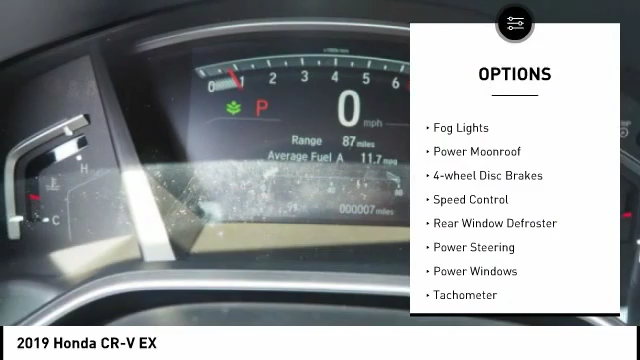 0 1 2 3 4 5 6
P
0
mph
Range 87 miles
Average Fuel A 11.7 mpg
000007 miles
H
C
OPTIONS
‣ Fog Lights
‣ Power Moonroof
‣ 4-wheel Disc Brakes
‣ Speed Control
‣ Rear Window Defroster
‣ Power Steering
‣ Power Windows
‣ Tachometer
2019 Honda CR-V EX